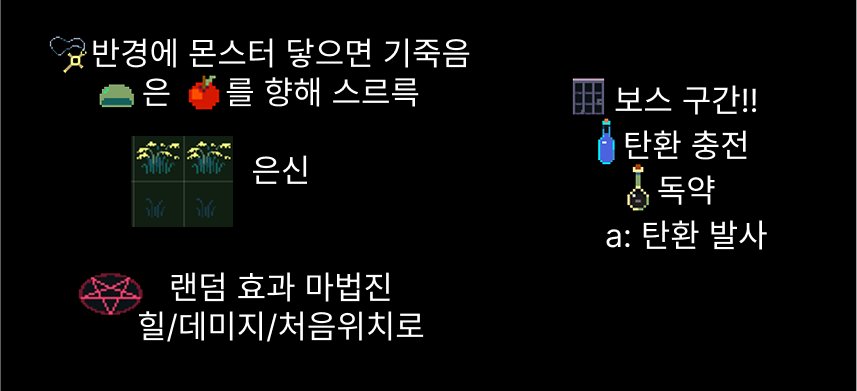 반경에 몬스터 닿으면 기죽음
은 를 향해 스르륵
은신
랜덤 효과 마법진
힐/데미지/처음위치로
보스 구간!!
탄환 충전
독약
a: 탄환 발사